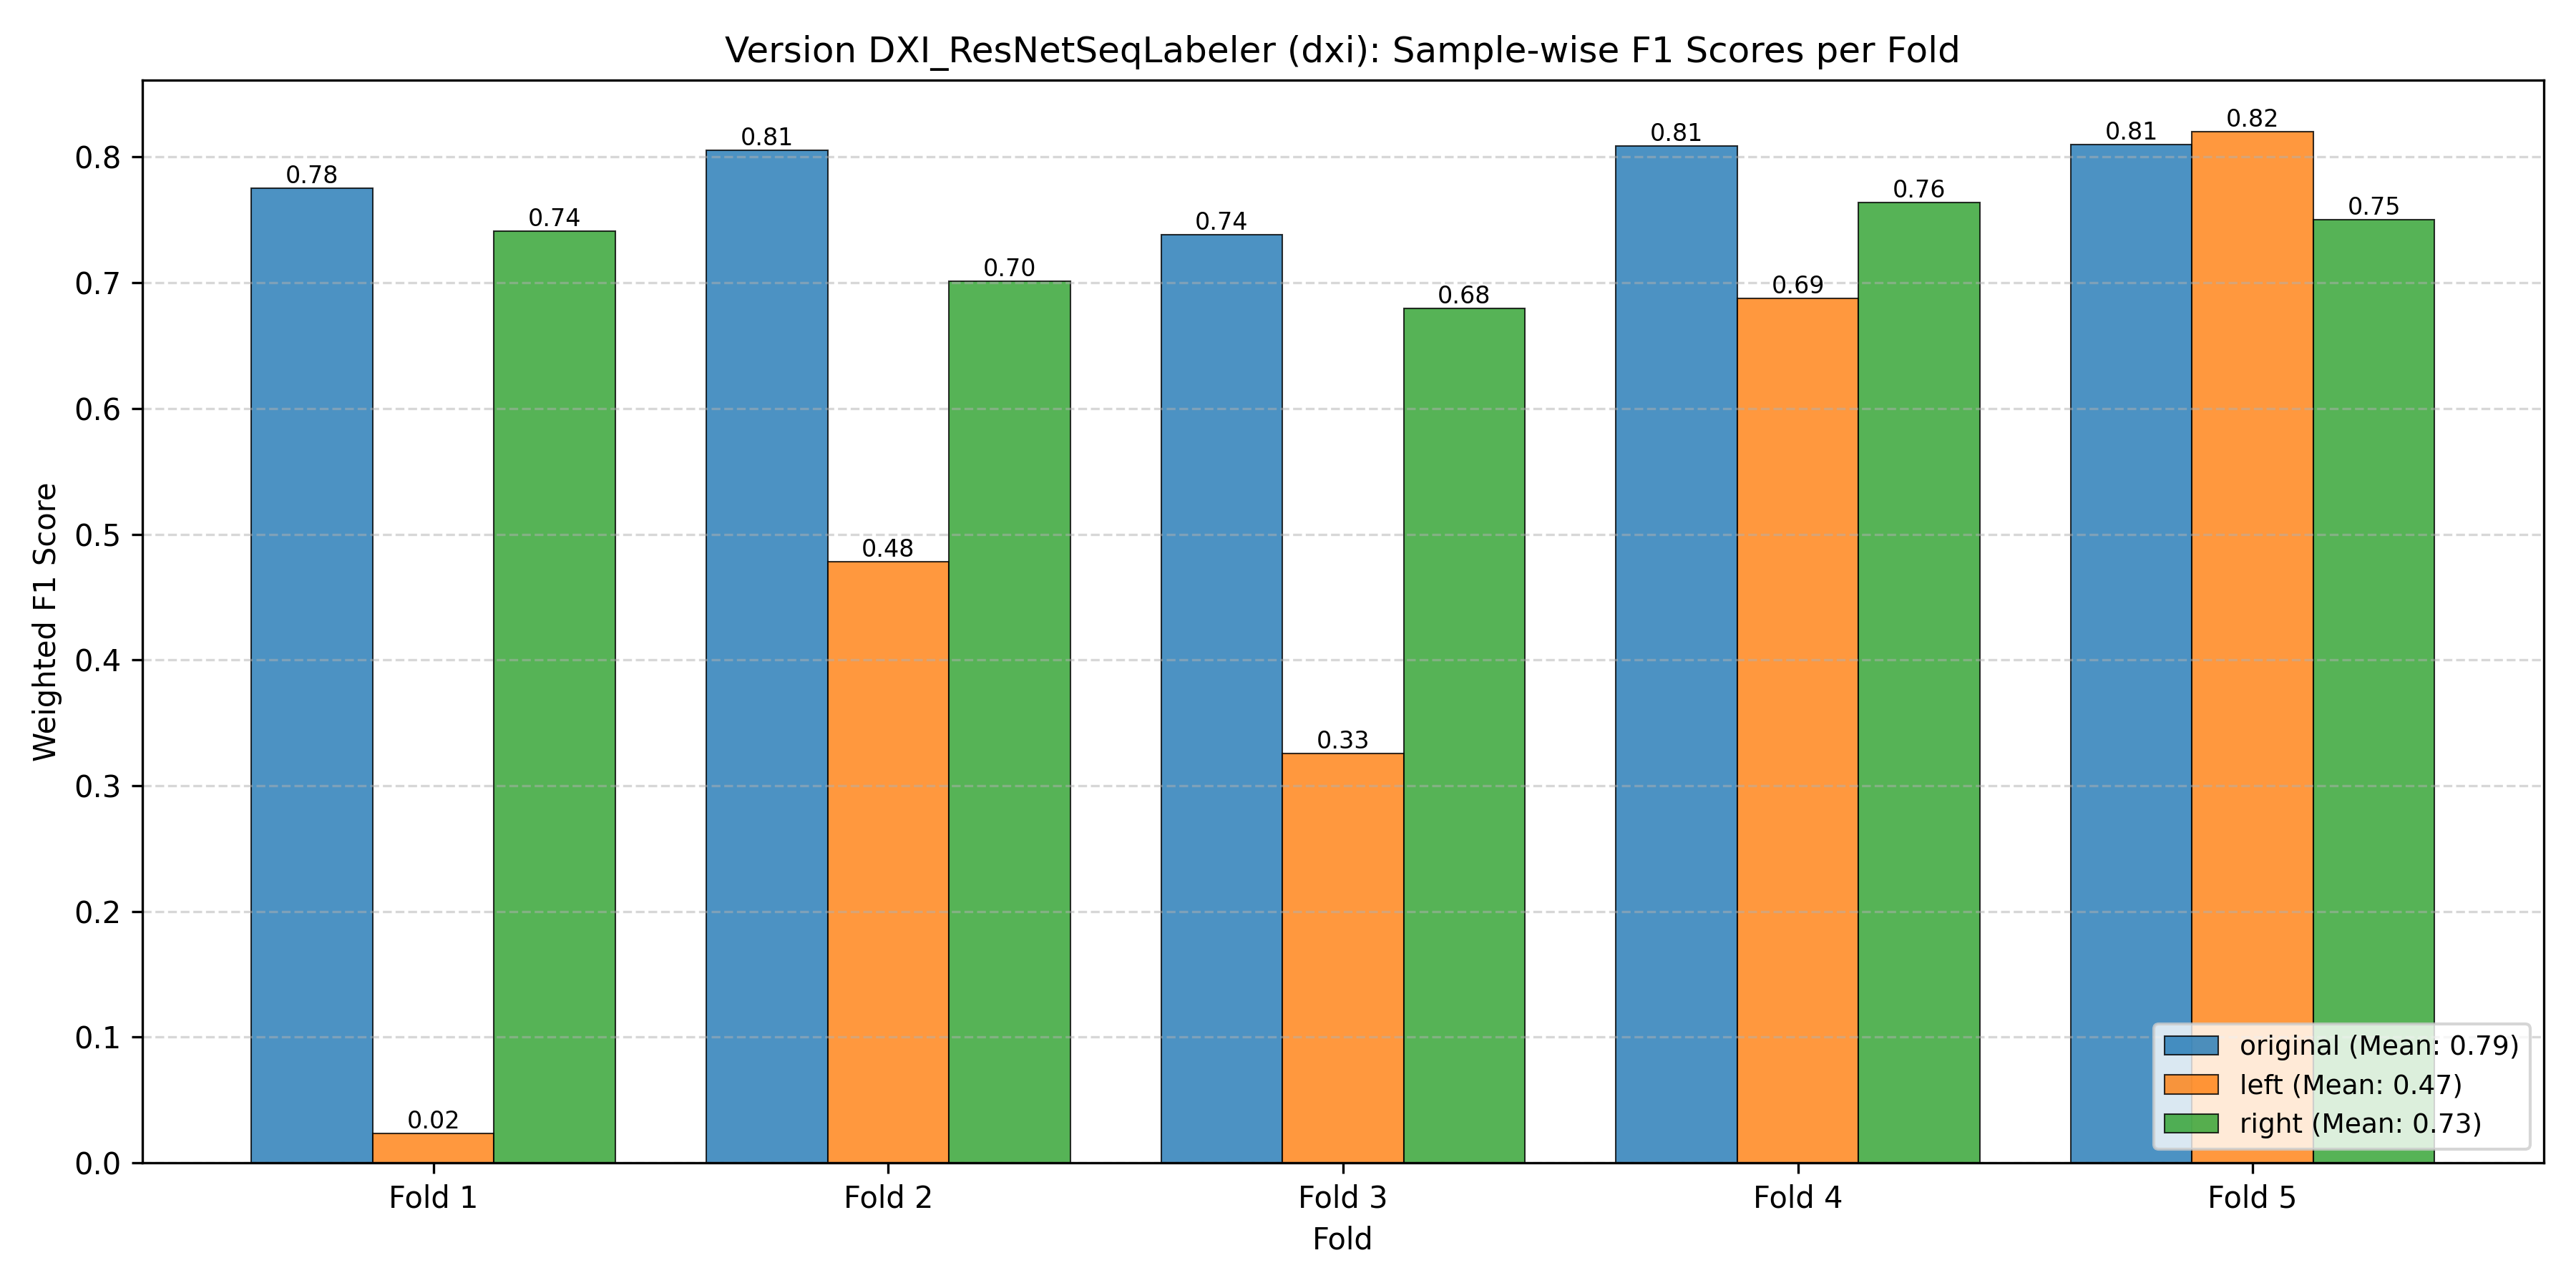 Version DXI_ResNetSeqLabeler (dxi): Sample-wise F1 Scores per Fold
Weighted F1 Score
0.8
0.7
0.6
0.5
0.4
0.3
0.2
0.1
0.0
0.78
0.02
0.74
0.81
0.48
0.70
0.74
0.33
0.68
0.81
0.69
0.76
0.81
0.82
0.75
original (Mean: 0.79)
left (Mean: 0.47)
right (Mean: 0.73)
Fold 1
Fold 2
Fold 3
Fold 4
Fold 5
Fold